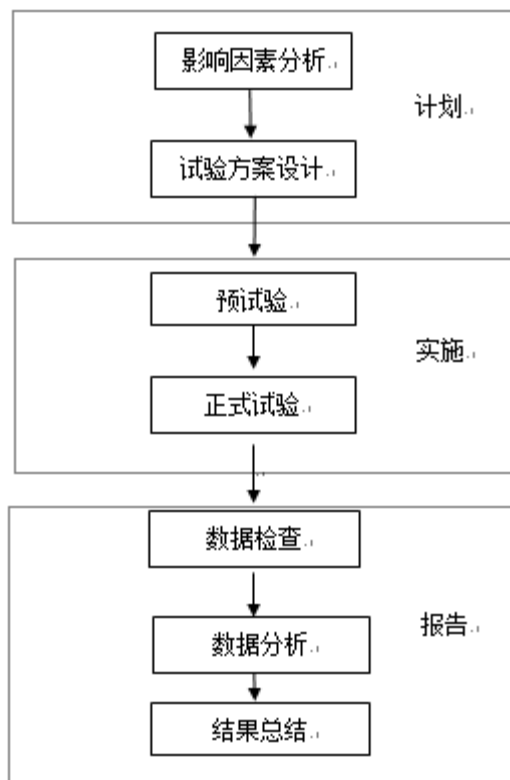 影响因素分析
计划
试验方案设计
预试验
实施
正式试验
数据检查
报告
数据分析
结果总结